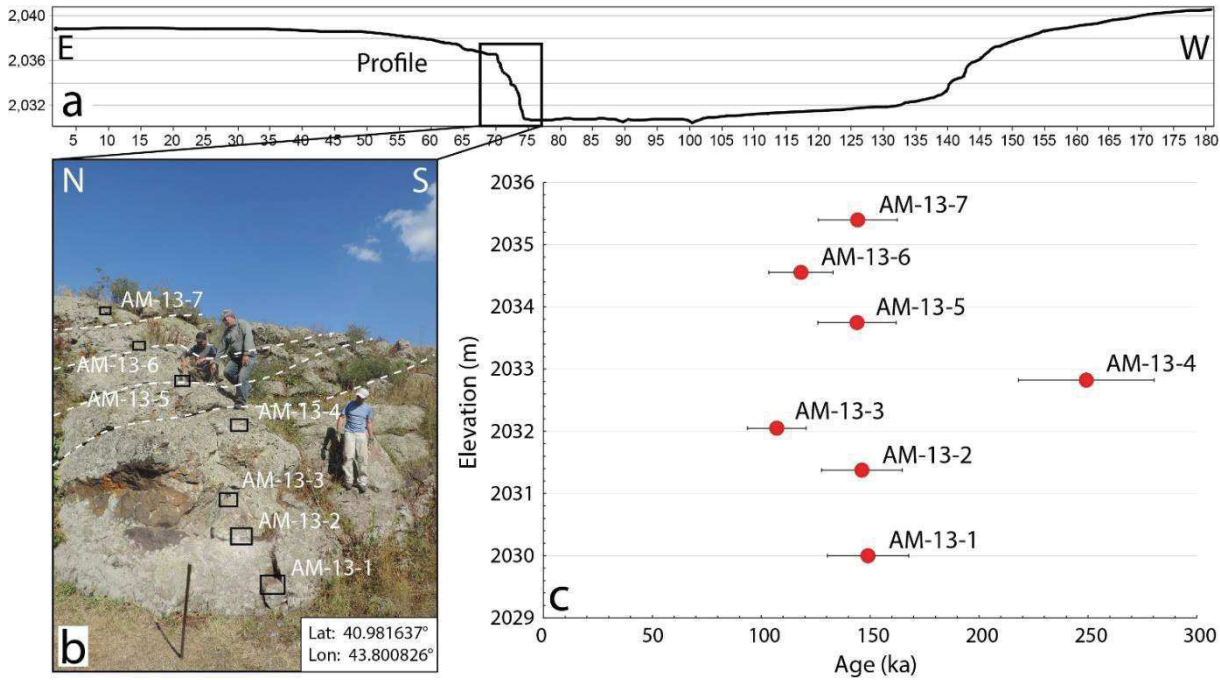 2,040
2,036
2,032
E
W
Profile
a
5 10 15 20 25 30 35 40 45 50 55 60 65 70 75 80 85 90 95 100 105 110 115 120 125 130 135 140 145 150 155 160 165 170 175 180
N
S
AM-13-7
AM-13-6
AM-13-5
AM-13-4
AM-13-3
AM-13-2
AM-13-1
b
Lat: 40.981637°
Lon: 43.800826°
Elevation (m)
2036
2035
2034
2033
2032
2031
2030
2029
AM-13-7
AM-13-6
AM-13-5
AM-13-4
AM-13-3
AM-13-2
AM-13-1
c
0 50 100 150 200 250 300
Age (ka)